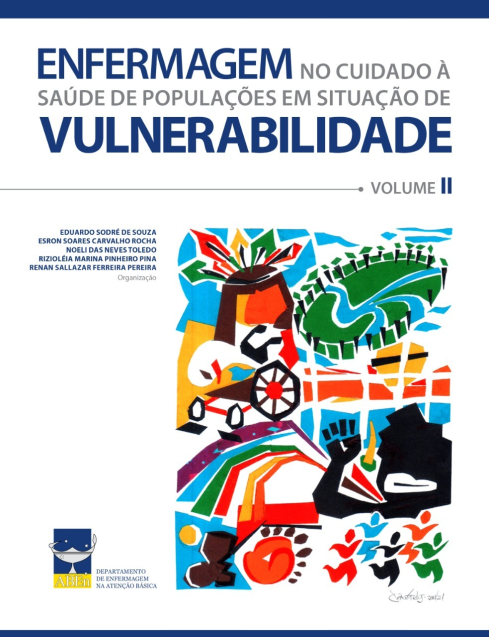 ENFERMAGEM NO CUIDADO À
SAÚDE DE POPULAÇÕES EM SITUAÇÃO DE
VULNERABILIDADE
VOLUME II
EDUARDO SODRÉ DE SOUZA
ESRON SOARES CARVALHO ROCHA
NOELI DAS NEVES TOLEDO
RIZIOLÉIA MARINA PINHEIRO PINA
RENAN SALLAZAR FERREIRA PEREIRA
Organização
ABEn
DEPARTAMENTO
DE ENFERMAGEM
NA ATENÇÃO BÁSICA